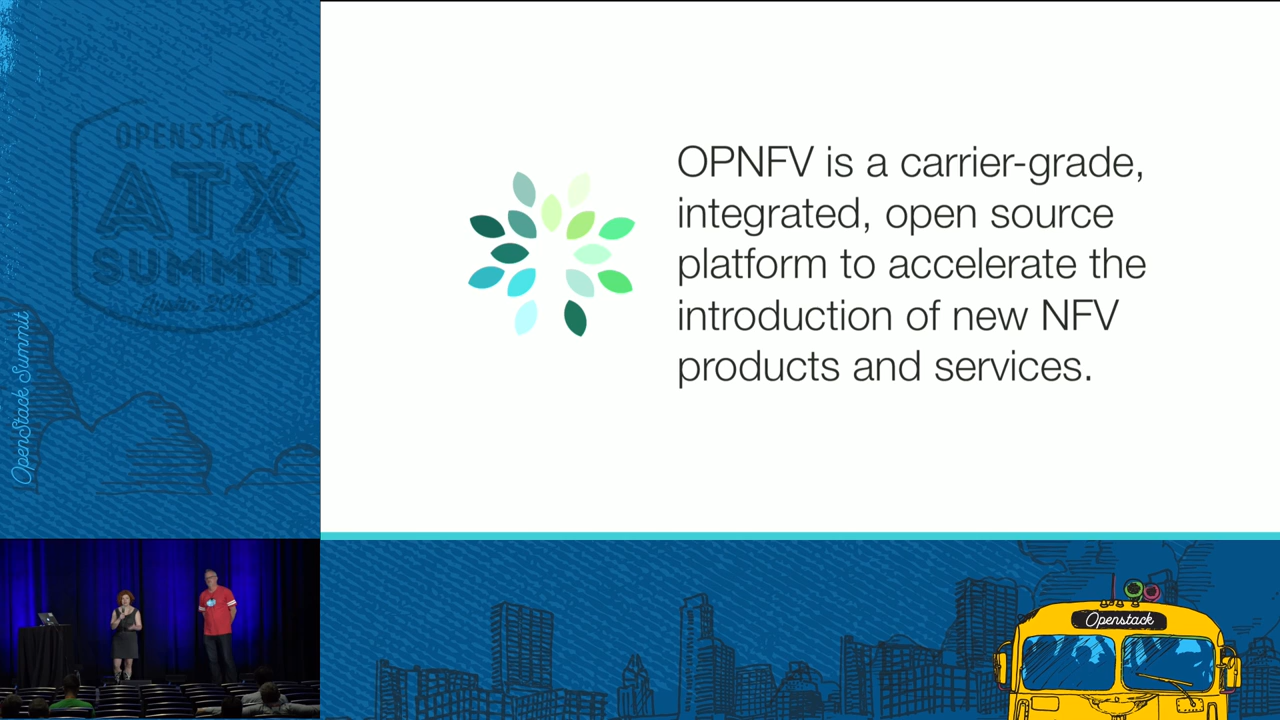 OPENSTACK
ATX
SUMMIT
Austin 2016
OpenStack Summit
OPNFV is a carrier-grade,
integrated, open source
platform to accelerate the
introduction of new NFV
products and services.
Openstack